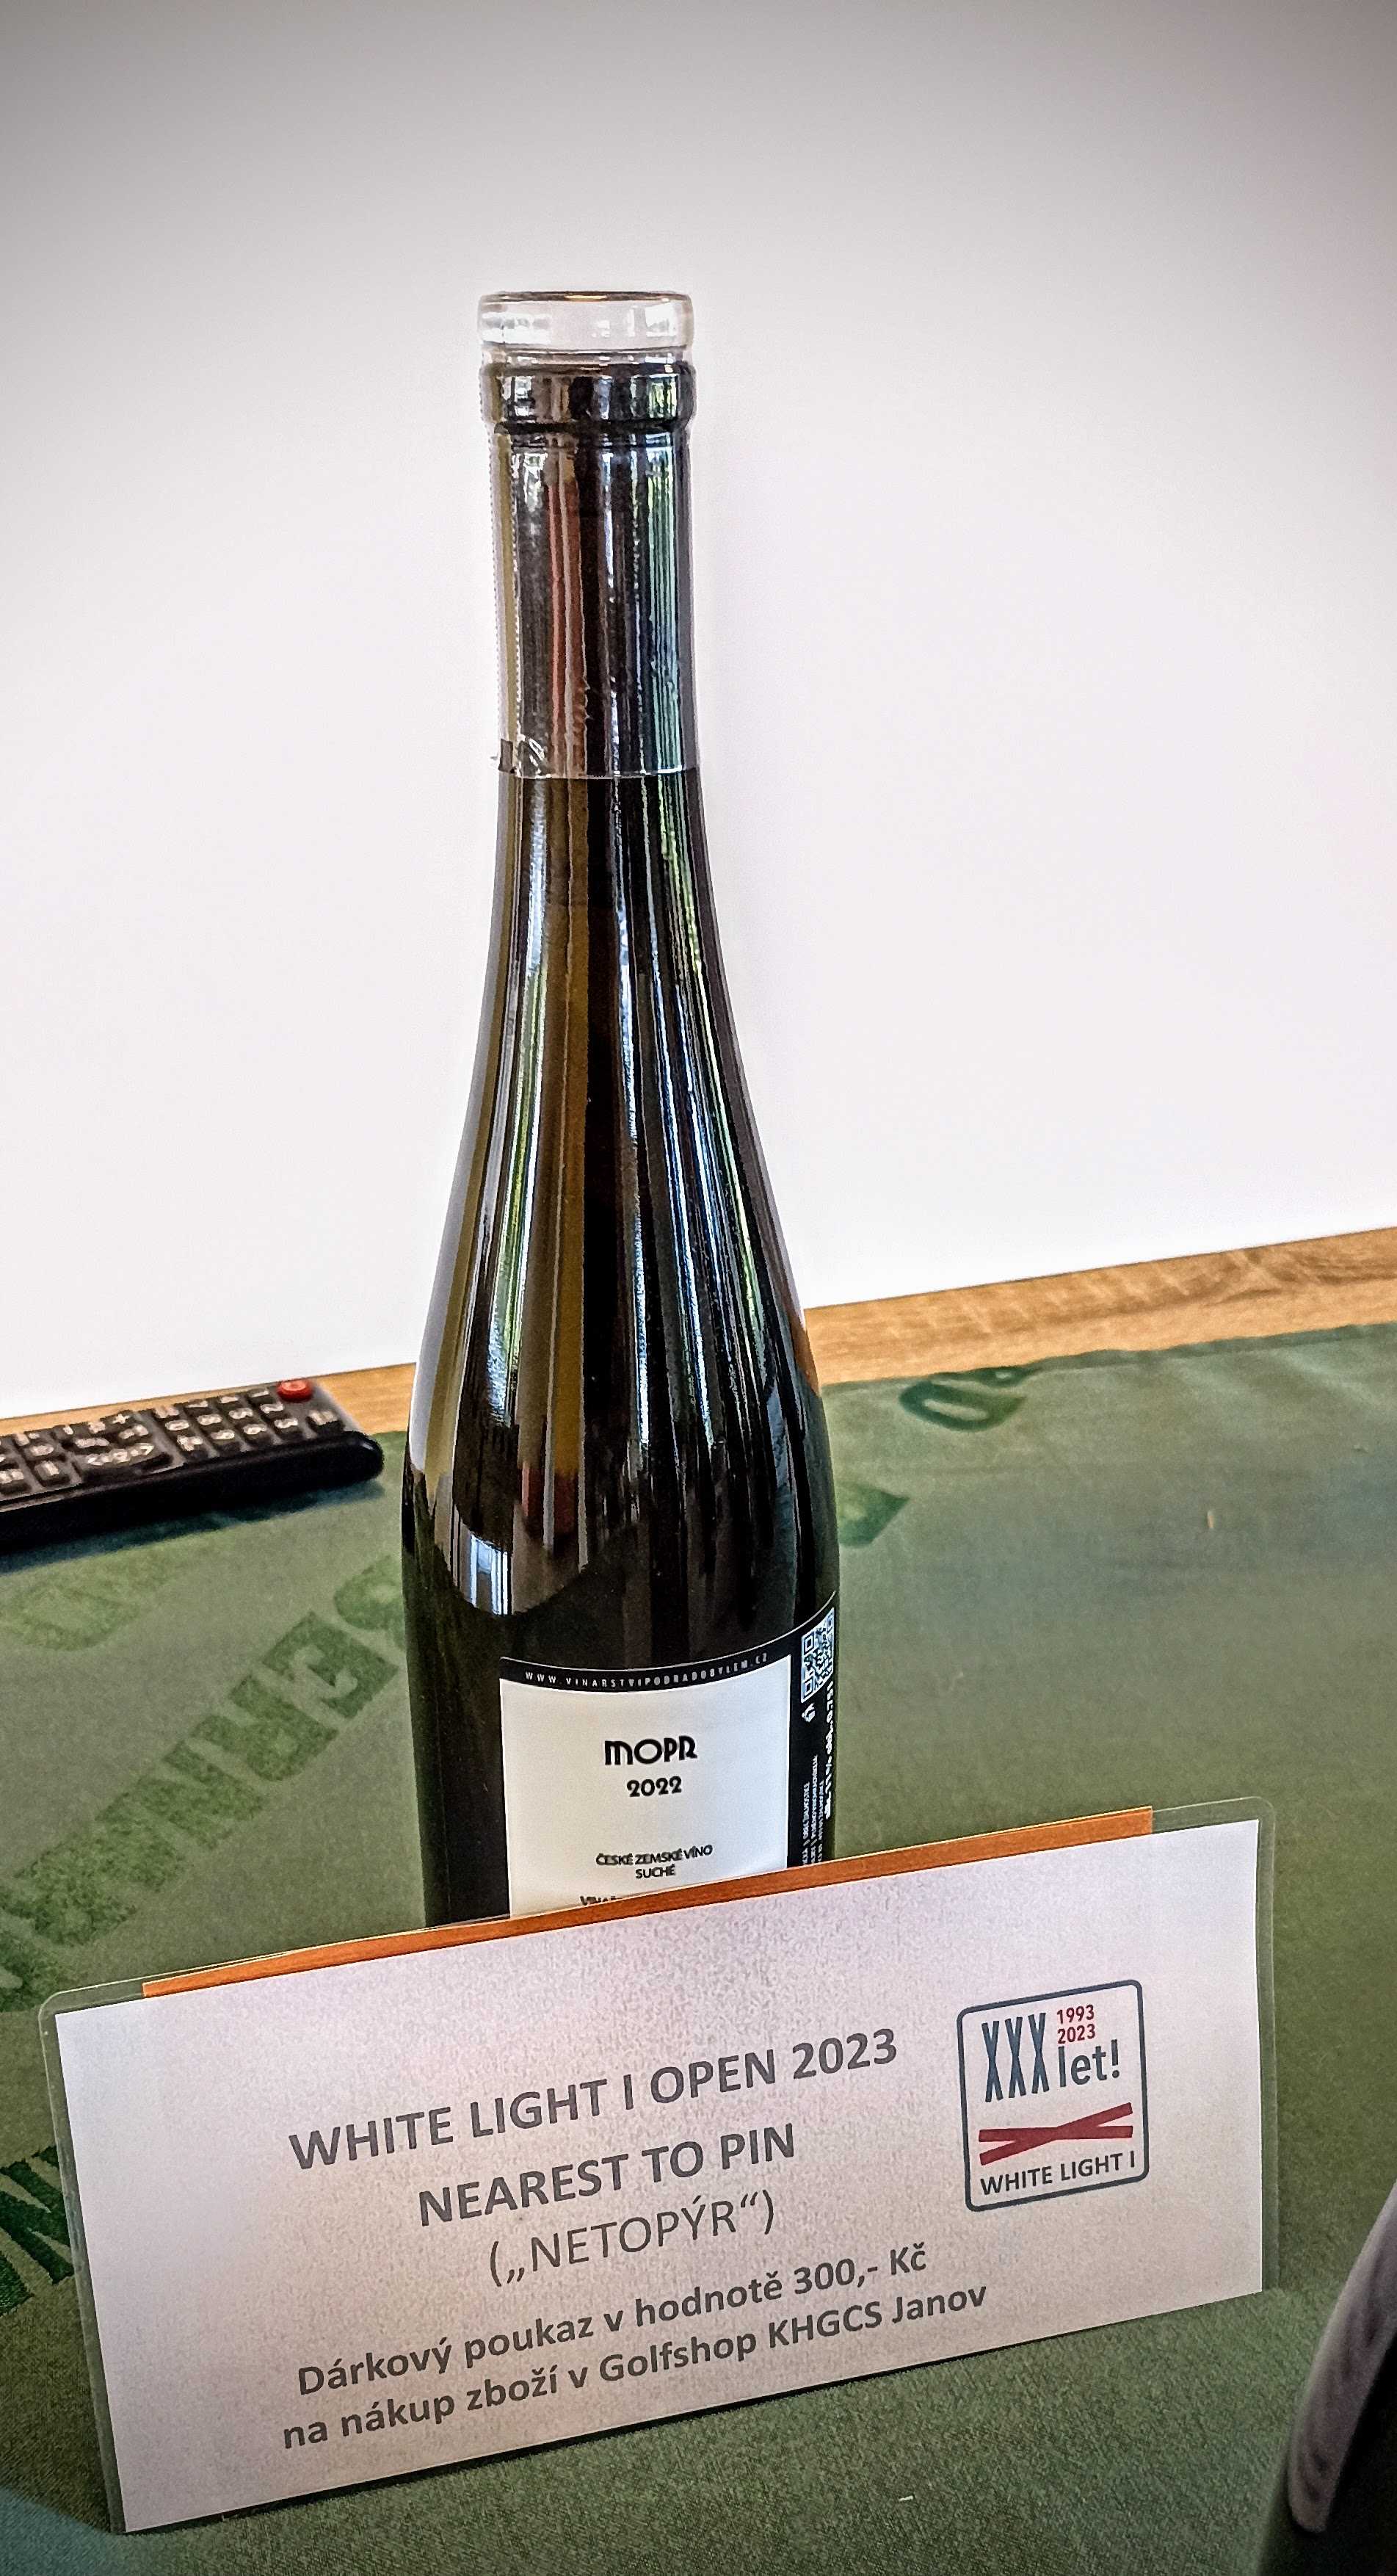 WWW.VINARSTVIPODRADOBYLEM.CZ
MOPR
2022
ČESKÉ ZEMSKÉ VÍNO
SUCHÉ
WHITE LIGHT I OPEN 2023
NEAREST TO PIN
(„NETOPÝR“)
Dárkový poukaz v hodnotě 300,- Kč
na nákup zboží v Golfshop KHGCS Janov
XXX
1993
2023
let!
WHITE LIGHT I